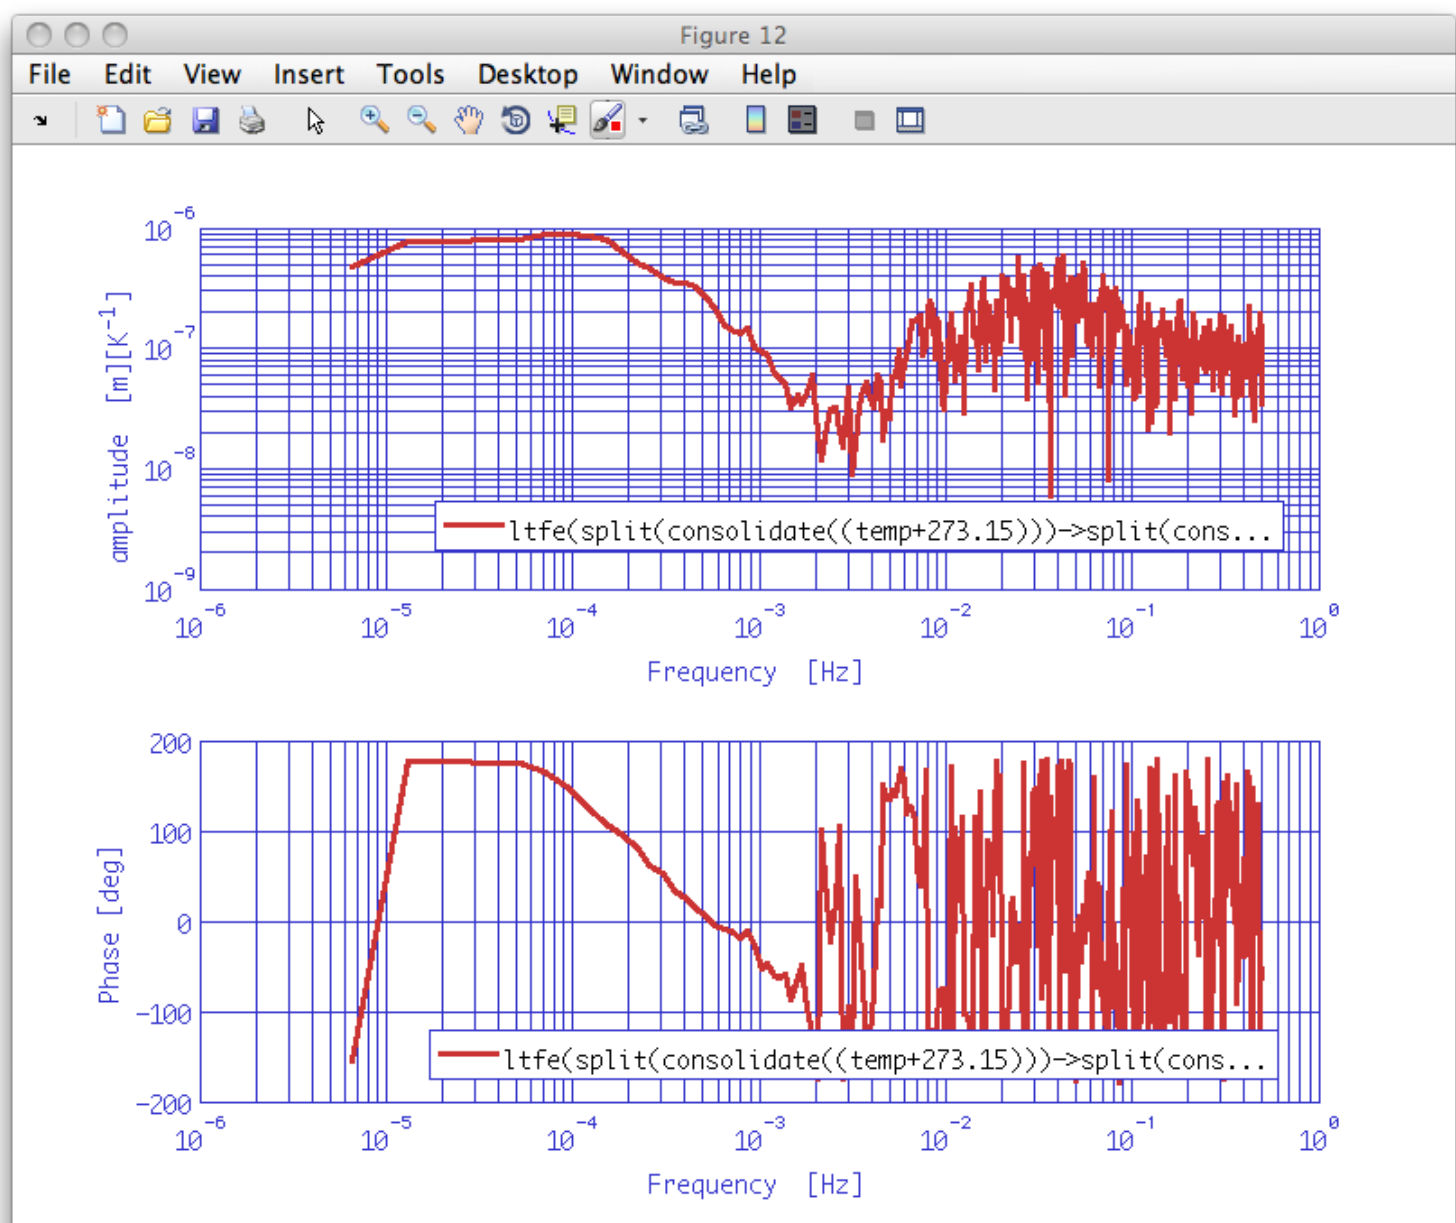 Figure 12
File Edit View Insert Tools Desktop Window Help
10^-6
10^-7
10^-8
10^-9
amplitude [m][K^-1]
ltfe(split(consolidate((temp+273.15)))->split(cons...
10^-6 10^-5 10^-4 10^-3 10^-2 10^-1 10^0
Frequency [Hz]
200
100
0
-100
-200
Phase [deg]
ltfe(split(consolidate((temp+273.15)))->split(cons...
10^-6 10^-5 10^-4 10^-3 10^-2 10^-1 10^0
Frequency [Hz]